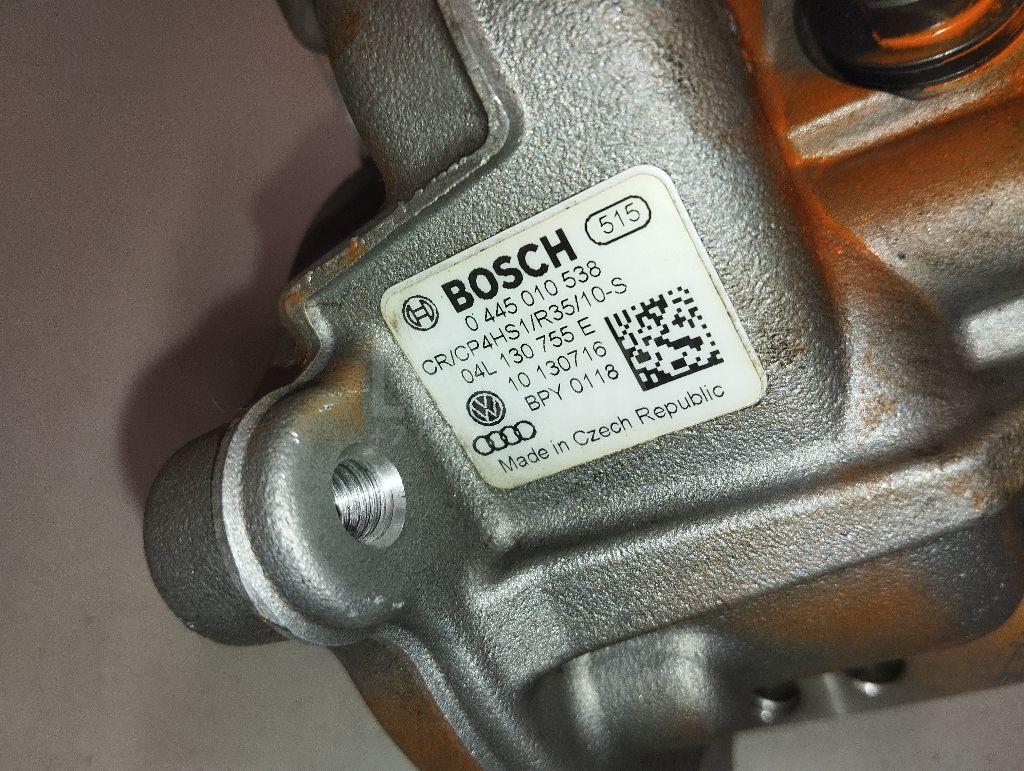 BOSCH 515
0 445 010 538
CR/CP4HS1/R35/10-S
04L 130 755 E
10 130716
BPY 0118
Made in Czech Republic